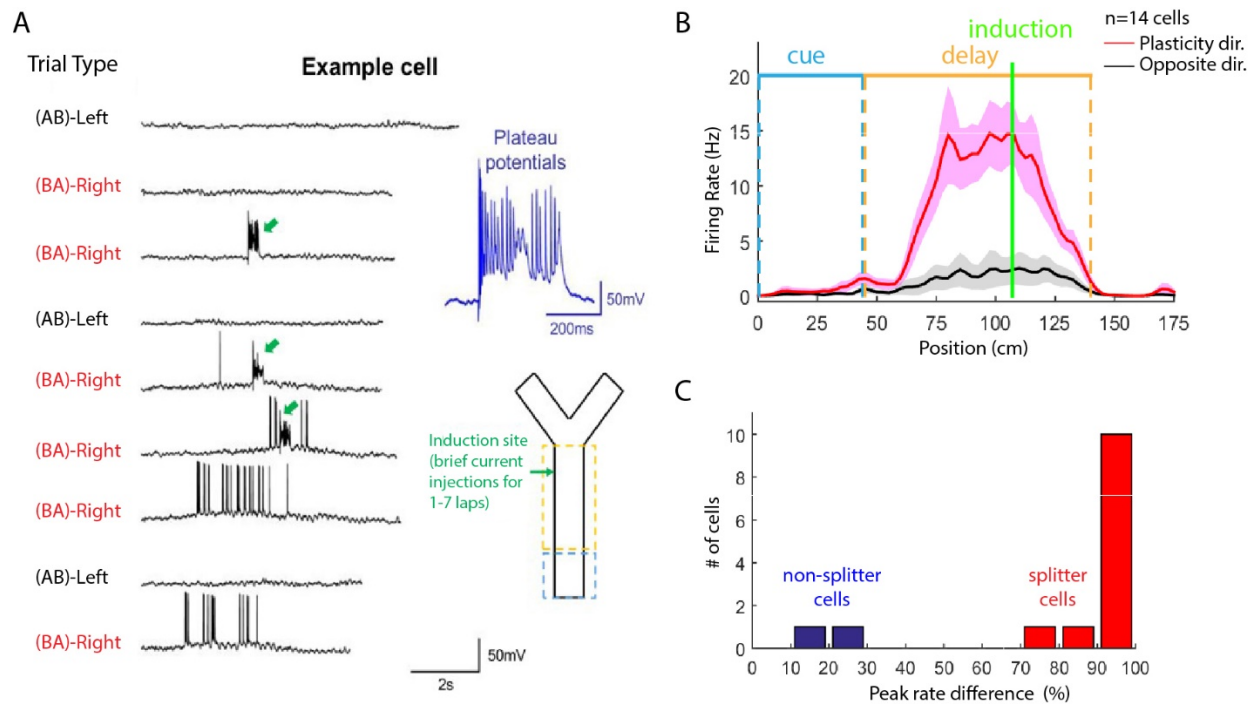 A
Trial Type
Example cell
(AB)-Left
(BA)-Right
(BA)-Right
(AB)-Left
(BA)-Right
(BA)-Right
(BA)-Right
(AB)-Left
(BA)-Right
Plateau
potentials
50mV
200ms
Induction site
(brief current
injections for
1-7 laps)
50mV
2s
B
induction
n=14 cells
Plasticity dir.
Opposite dir.
cue
delay
Firing Rate (Hz)
20
15
10
5
0
0 25 50 75 100 125 150 175
Position (cm)
C
# of cells
10
8
6
4
2
0
non-splitter
cells
splitter
cells
0 10 20 30 40 50 60 70 80 90 100
Peak rate difference (%)